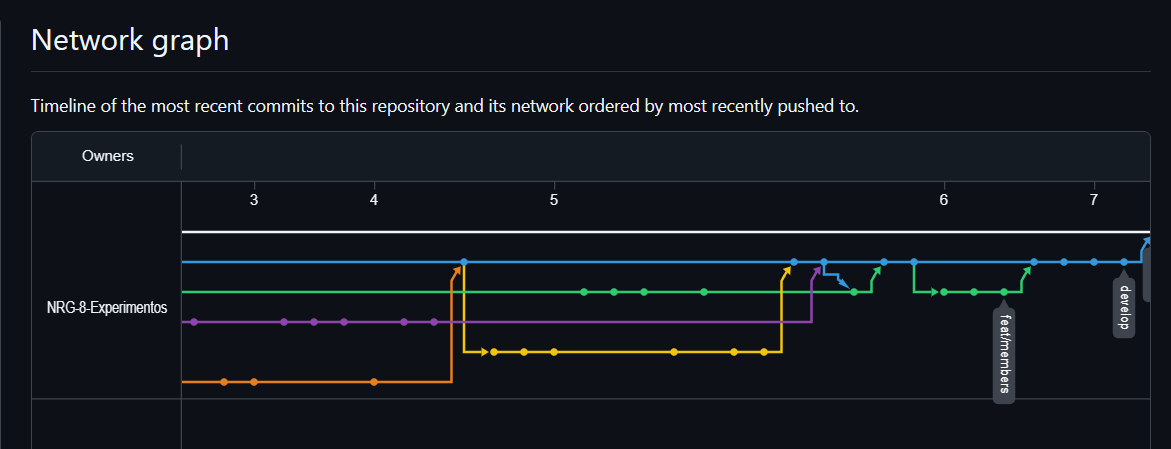 Network graph
Timeline of the most recent commits to this repository and its network ordered by most recently pushed to.
Owners
3 4 5 6 7
NRG-8-Experimentos
develop
feat/members